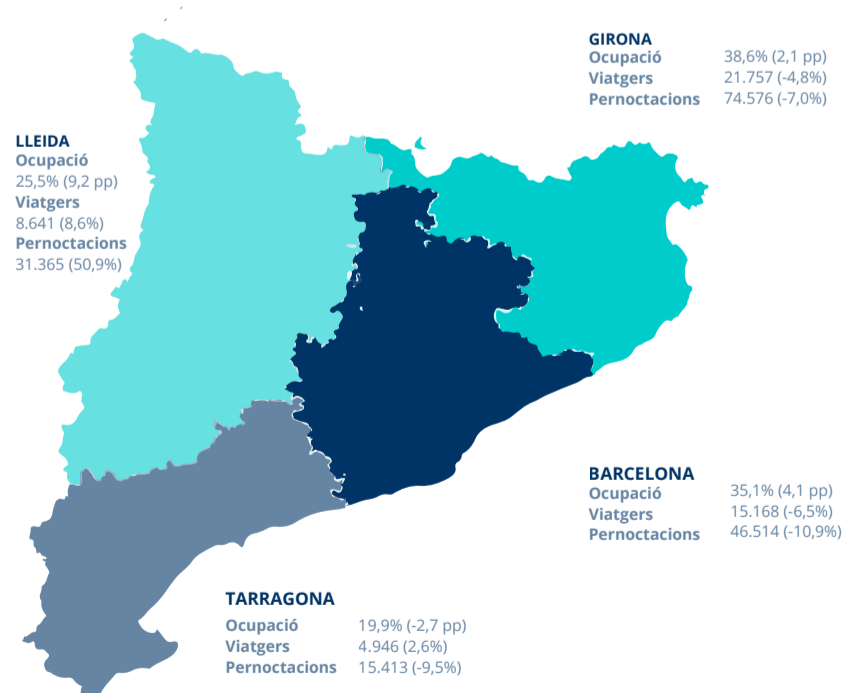 GIRONA
Ocupació 38,6% (2,1 pp)
Viatgers 21.757 (-4,8%)
Pernoctacions 74.576 (-7,0%)
LLEIDA
Ocupació
25,5% (9,2 pp)
Viatgers
8.641 (8,6%)
Pernoctacions
31.365 (50,9%)
BARCELONA
Ocupació 35,1% (4,1 pp)
Viatgers 15.168 (-6,5%)
Pernoctacions 46.514 (-10,9%)
TARRAGONA
Ocupació 19,9% (-2,7 pp)
Viatgers 4.946 (2,6%)
Pernoctacions 15.413 (-9,5%)